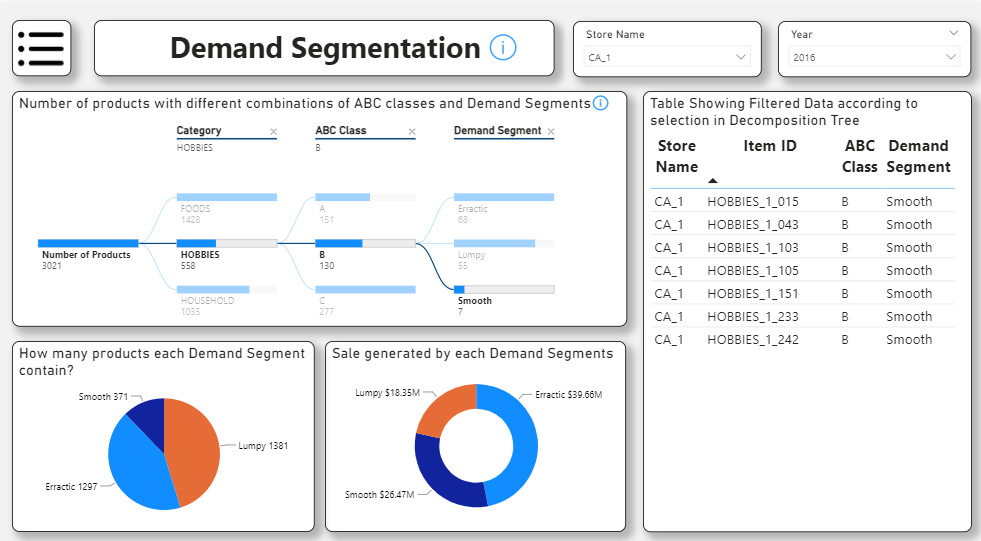 Demand Segmentation
Store Name
CA_1
Year
2016
Number of products with different combinations of ABC classes and Demand Segments
Category
HOBBIES
ABC Class
B
Demand Segment
Number of Products
3021
FOODS
1428
HOBBIES
558
HOUSEHOLD
1035
A
151
B
130
C
277
Erractic
68
Lumpy
55
Smooth
7
Table Showing Filtered Data according to
selection in Decomposition Tree
Store Name Item ID ABC Class Demand Segment
CA_1 HOBBIES_1_015 B Smooth
CA_1 HOBBIES_1_043 B Smooth
CA_1 HOBBIES_1_103 B Smooth
CA_1 HOBBIES_1_105 B Smooth
CA_1 HOBBIES_1_151 B Smooth
CA_1 HOBBIES_1_233 B Smooth
CA_1 HOBBIES_1_242 B Smooth
How many products each Demand Segment
contain?
Smooth 371
Lumpy 1381
Erractic 1297
Sale generated by each Demand Segments
Lumpy $18.35M
Erractic $39.66M
Smooth $26.47M